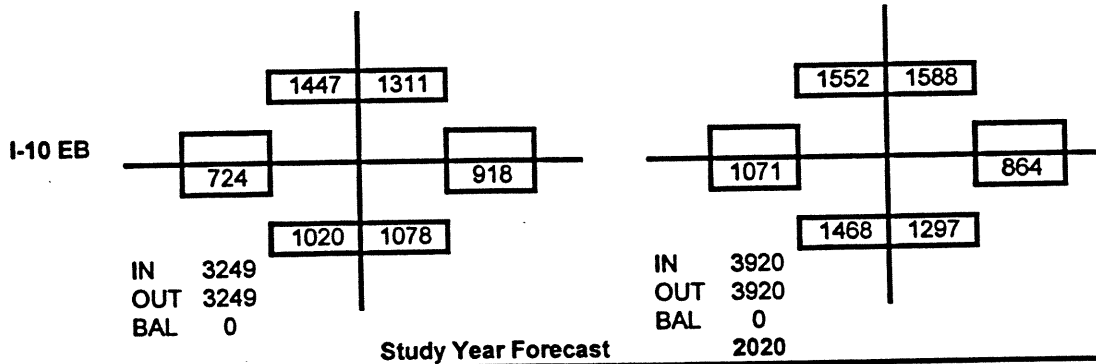 1447 1311 1552 1588
I-10 EB
724 918 1071 864
1020 1078 1468 1297
IN 3249 IN 3920
OUT 3249 OUT 3920
BAL 0 BAL 0
Study Year Forecast 2020